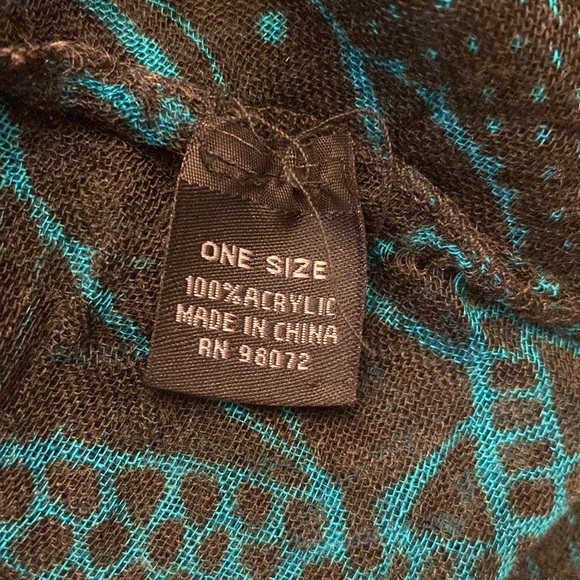 ONE SIZE
100%ACRYLIC
MADE IN CHINA
RN 98072